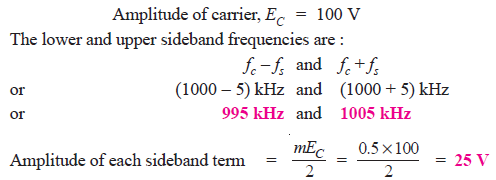 Amplitude of carrier, E_C = 100 V
The lower and upper sideband frequencies are :
f_c – f_s and f_c + f_s
or (1000 – 5) kHz and (1000 + 5) kHz
or 995 kHz and 1005 kHz
Amplitude of each sideband term = mE_C/2 = 0.5 × 100/2 = 25 V